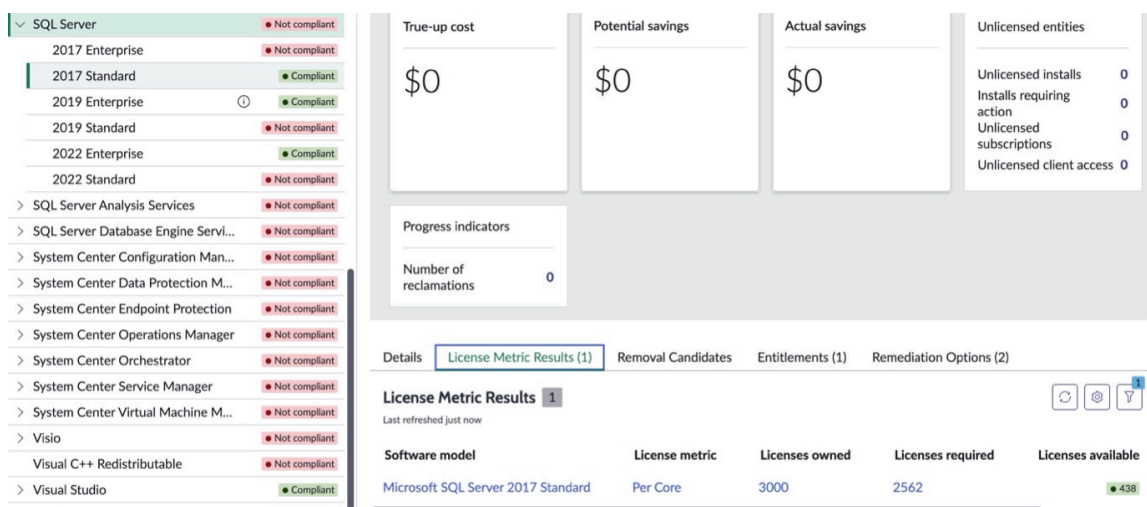 SQL Server Not compliant
2017 Enterprise Not compliant
2017 Standard Compliant
2019 Enterprise Compliant
2019 Standard Not compliant
2022 Enterprise Compliant
2022 Standard Not compliant
SQL Server Analysis Services Not compliant
SQL Server Database Engine Servi... Not compliant
System Center Configuration Man... Not compliant
System Center Data Protection M... Not compliant
System Center Endpoint Protection Not compliant
System Center Operations Manager Not compliant
System Center Orchestrator Not compliant
System Center Service Manager Not compliant
System Center Virtual Machine M... Not compliant
Visio Not compliant
Visual C++ Redistributable Not compliant
Visual Studio Compliant
True-up cost
$0
Potential savings
$0
Actual savings
$0
Unlicensed entities
Unlicensed installs 0
Installs requiring
action 0
Unlicensed
subscriptions 0
Unlicensed client access 0
Progress indicators
Number of
reclamations 0
Details License Metric Results (1) Removal Candidates Entitlements (1) Remediation Options (2)
License Metric Results 1
1
Last refreshed just now
Software model License metric Licenses owned Licenses required Licenses available
Microsoft SQL Server 2017 Standard Per Core 3000 2562 438